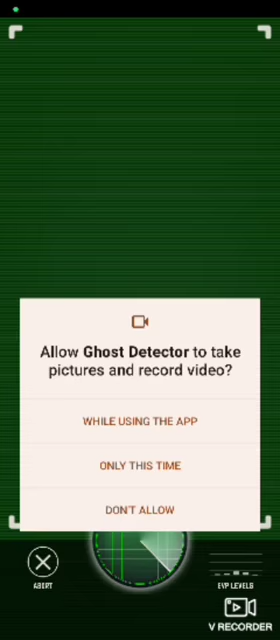 Allow Ghost Detector to take
pictures and record video?
WHILE USING THE APP
ONLY THIS TIME
DON'T ALLOW
ABORT
EVP LEVELS
V RECORDER